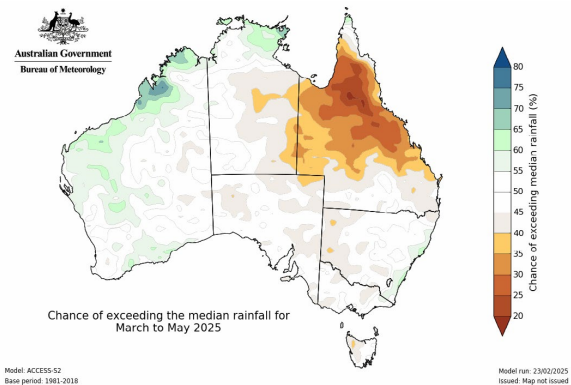 Australian Government
Bureau of Meteorology
80
75
70
65
60
55
50
45
40
35
30
25
20
Chance of exceeding median rainfall (%)
Chance of exceeding the median rainfall for
March to May 2025
Model: ACCESS-S2
Base period: 1981-2018
Model run: 23/02/2025
Issued: Map not issued